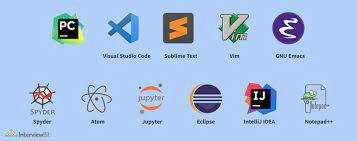 PC
Visual Studio Code
Sublime Text
Vim
GNU Emacs
SPYDER
jupyter
IJ
Notepad++
Spyder
Atom
Jupyter
Eclipse
IntelliJ IDEA
Notepad++
InterviewBit